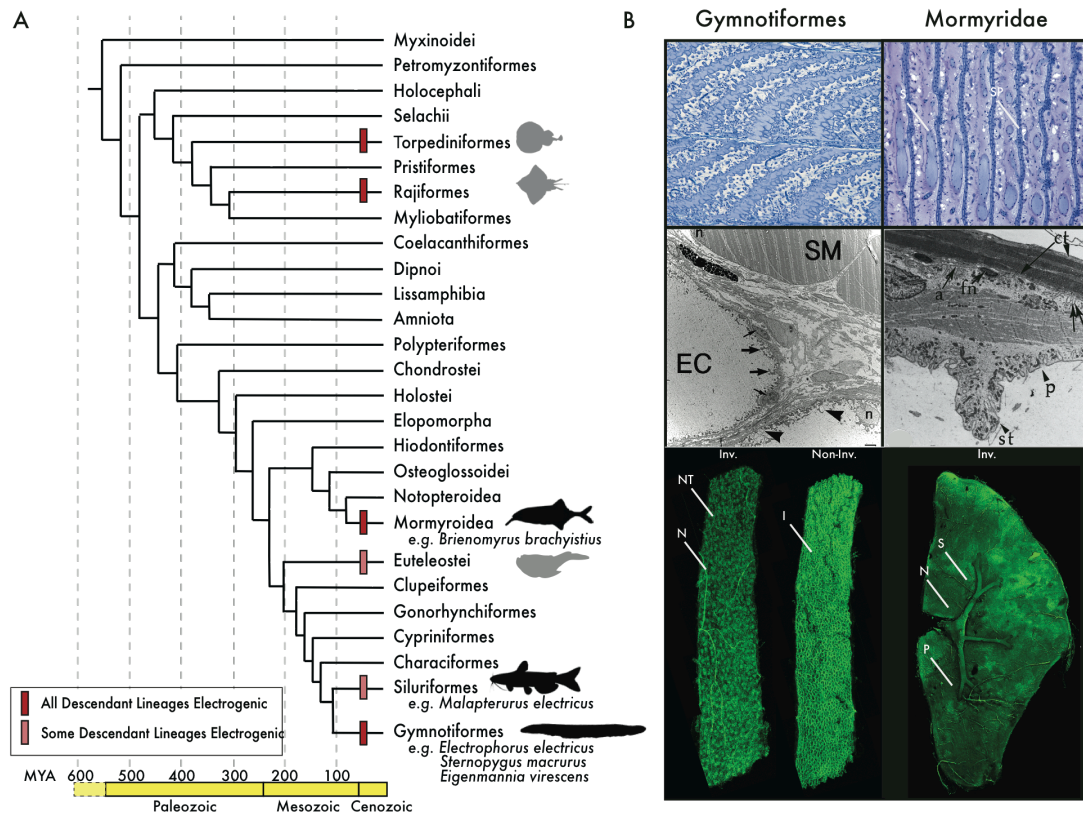 A
Myxinoidei
Petromyzontiformes
Holocephali
Selachii
Torpediniformes
Pristiformes
Rajiformes
Myliobatiformes
Coelacanthiformes
Dipnoi
Lissamphibia
Amniota
Polypteriformes
Chondrostei
Holostei
Elopomorpha
Hiodontiformes
Osteoglossoidei
Notopteroidea
Mormyroidea
e.g. Brienomyrus brachyistius
Euteleostei
Clupeiformes
Gonorhynchiformes
Cypriniformes
Characiformes
Siluriformes
e.g. Malapterurus electricus
Gymnotiformes
e.g. Electrophorus electricus
Sternopygus macrurus
Eigenmannia virescens
All Descendant Lineages Electrogenic
Some Descendant Lineages Electrogenic
MYA 600 500 400 300 200 100
Paleozoic Mesozoic Cenozoic
B
Gymnotiformes Mormyridae
S SP
n SM
EC
n
ct
a fn
p
st
Inv. Non-Inv. Inv.
NT
N
I
S
N
P